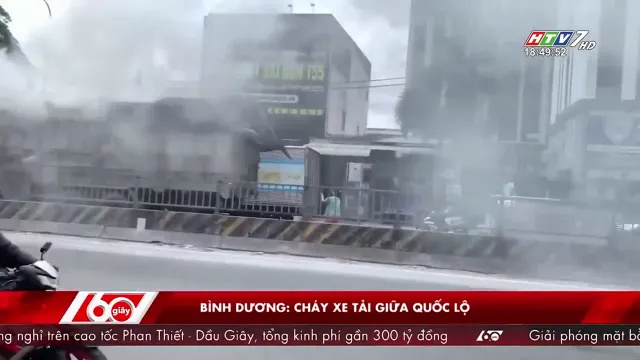 HTV7 HD
18:49:52
60 giây
BÌNH DƯƠNG: CHÁY XE TẢI GIỮA QUỐC LỘ
ng nghỉ trên cao tốc Phan Thiết - Dầu Giây, tổng kinh phí gần 300 tỷ đồng 60 Giải phóng mặt b